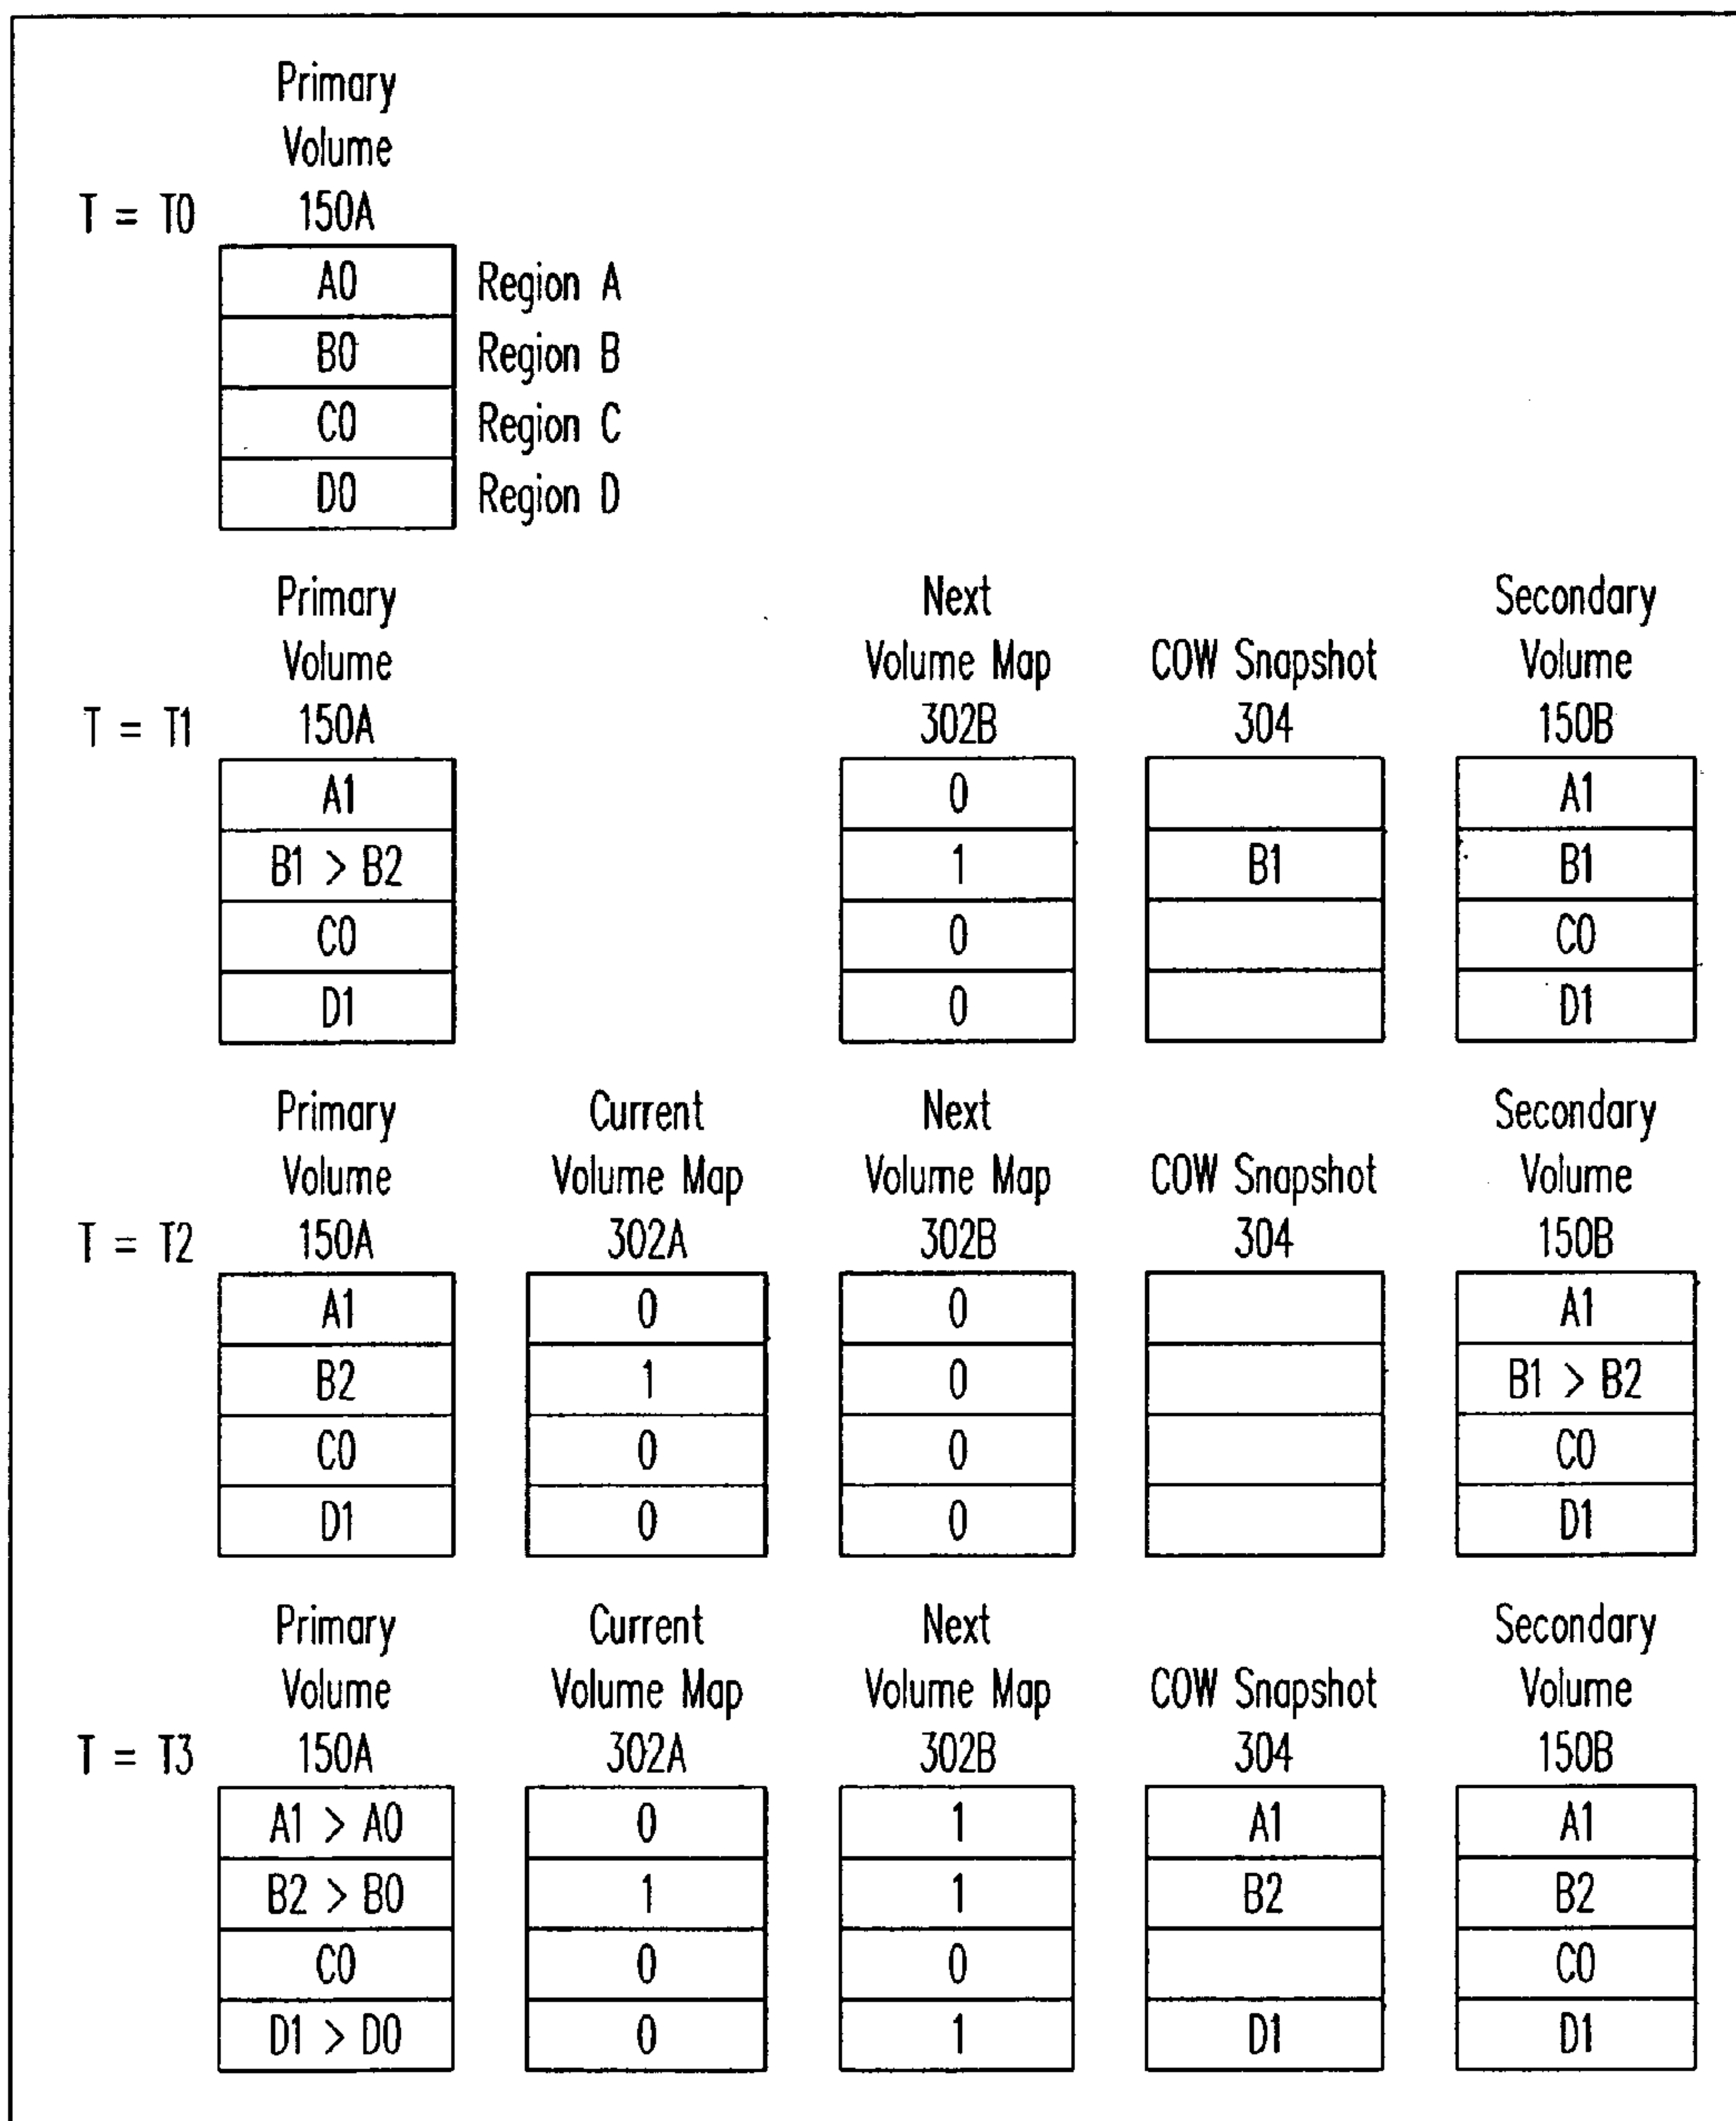 Primary
Volume
T = T0 150A
A0 Region A
B0 Region B
C0 Region C
D0 Region D
Primary Next Secondary
Volume Volume Map COW Snapshot Volume
T = T1 150A 302B 304 150B
A1 0 A1
B1 > B2 1 B1 B1
C0 0 C0
D1 0 D1
Primary Current Next Secondary
Volume Volume Map Volume Map COW Snapshot Volume
T = T2 150A 302A 302B 304 150B
A1 0 0 A1
B2 1 0 B1 > B2
C0 0 0 C0
D1 0 0 D1
Primary Current Next Secondary
Volume Volume Map Volume Map COW Snapshot Volume
T = T3 150A 302A 302B 304 150B
A1 > A0 0 1 A1 A1
B2 > B0 1 1 B2 B2
C0 0 0 C0
D1 > D0 0 1 D1 D1